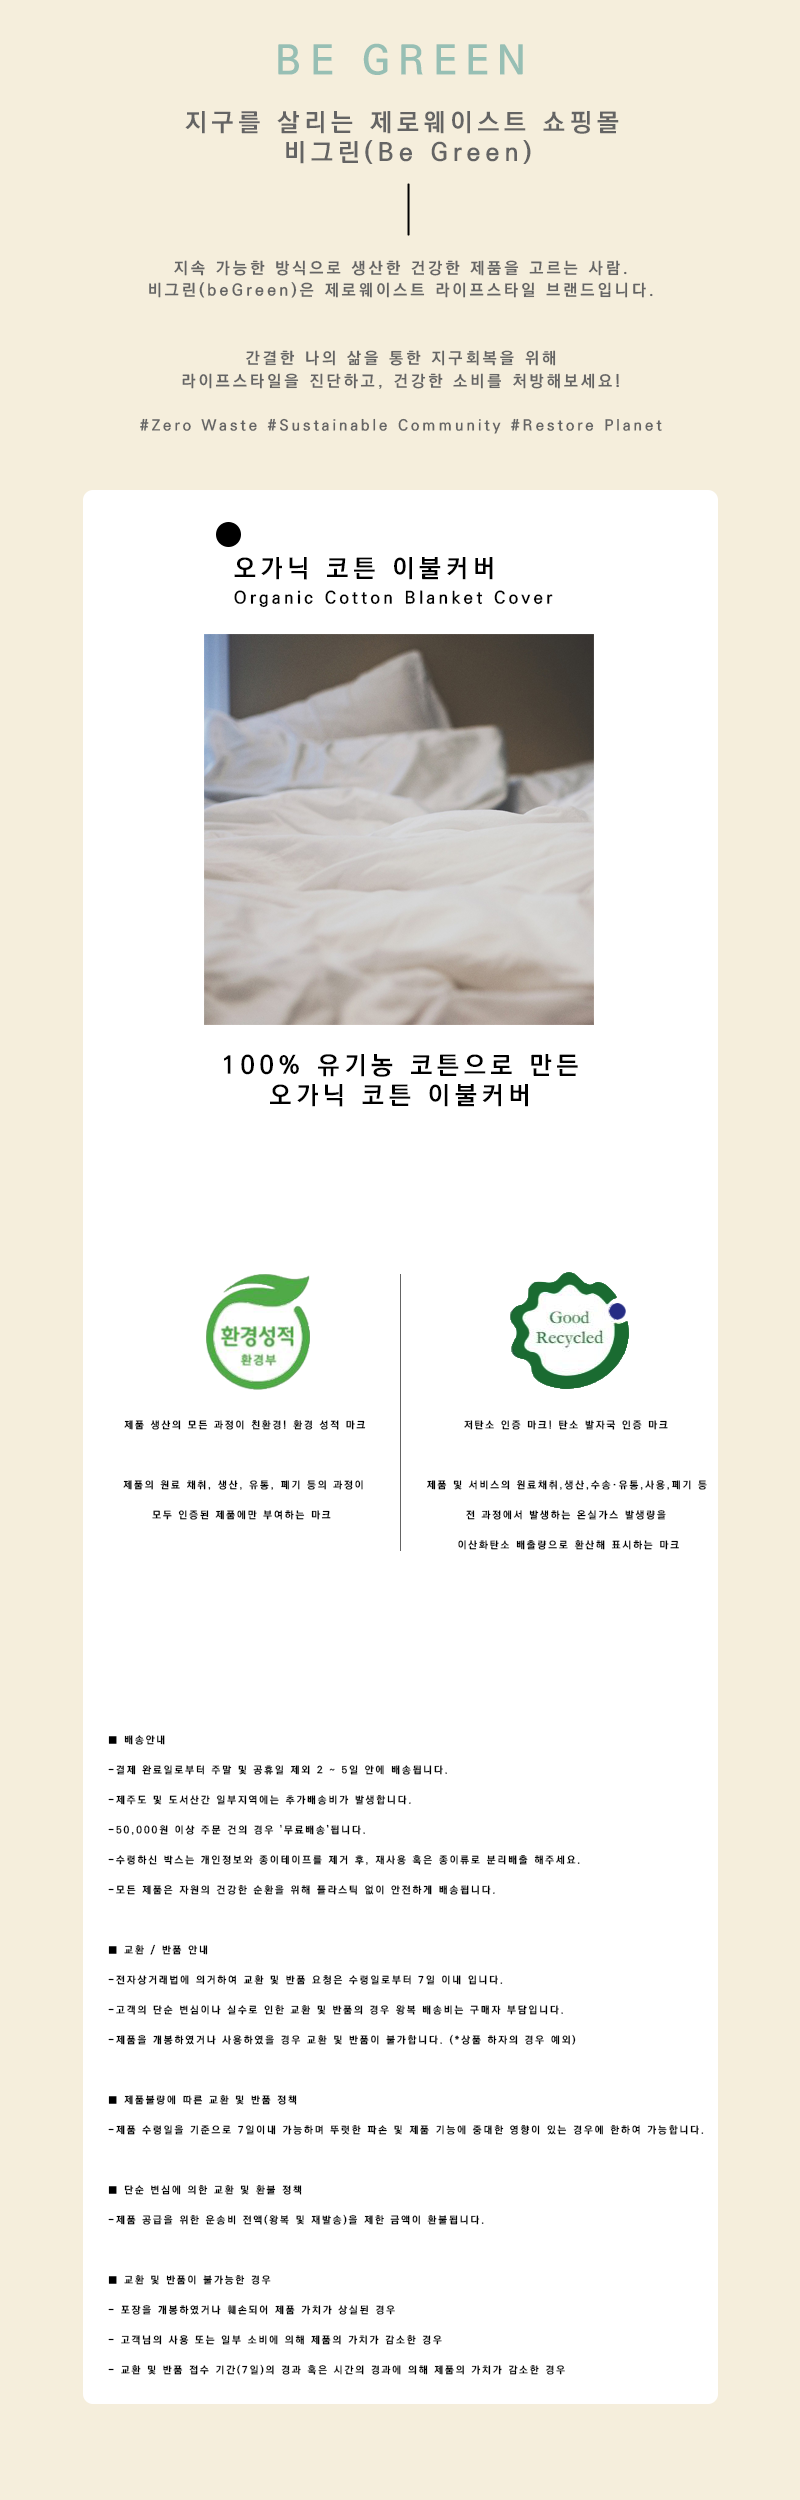 BE GREEN
지구를 살리는 제로웨이스트 쇼핑몰
비그린(Be Green)
지속 가능한 방식으로 생산한 건강한 제품을 고르는 사람.
비그린(beGreen)은 제로웨이스트 라이프스타일 브랜드입니다.
간결한 나의 삶을 통한 지구회복을 위해
라이프스타일을 진단하고, 건강한 소비를 처방해보세요!
#Zero Waste #Sustainable Community #Restore Planet
오가닉 코튼 이불커버
Organic Cotton Blanket Cover
100% 유기농 코튼으로 만든
오가닉 코튼 이불커버
환경성적
환경부
제품 생산의 모든 과정이 친환경! 환경 성적 마크
제품의 원료 채취, 생산, 유통, 폐기 등의 과정이
모두 인증된 제품에만 부여하는 마크
Good
Recycled
저탄소 인증 마크! 탄소 발자국 인증 마크
제품 및 서비스의 원료채취,생산,수송·유통,사용,폐기 등
전 과정에서 발생하는 온실가스 발생량을
이산화탄소 배출량으로 환산해 표시하는 마크
■ 배송안내
-결제 완료일로부터 주말 및 공휴일 제외 2 ~ 5일 안에 배송됩니다.
-제주도 및 도서산간 일부지역에는 추가배송비가 발생합니다.
-50,000원 이상 주문 건의 경우 '무료배송'됩니다.
-수령하신 박스는 개인정보와 종이테이프를 제거 후, 재사용 혹은 종이류로 분리배출 해주세요.
-모든 제품은 자원의 건강한 순환을 위해 플라스틱 없이 안전하게 배송됩니다.
■ 교환 / 반품 안내
-전자상거래법에 의거하여 교환 및 반품 요청은 수령일로부터 7일 이내 입니다.
-고객의 단순 변심이나 실수로 인한 교환 및 반품의 경우 왕복 배송비는 구매자 부담입니다.
-제품을 개봉하였거나 사용하였을 경우 교환 및 반품이 불가합니다. (*상품 하자의 경우 예외)
■ 제품불량에 따른 교환 및 반품 정책
-제품 수령일을 기준으로 7일이내 가능하며 뚜렷한 파손 및 제품 기능에 중대한 영향이 있는 경우에 한하여 가능합니다.
■ 단순 변심에 의한 교환 및 환불 정책
-제품 공급을 위한 운송비 전액(왕복 및 재발송)을 제한 금액이 환불됩니다.
■ 교환 및 반품이 불가능한 경우
- 포장을 개봉하였거나 훼손되어 제품 가치가 상실된 경우
- 고객님의 사용 또는 일부 소비에 의해 제품의 가치가 감소한 경우
- 교환 및 반품 접수 기간(7일)의 경과 혹은 시간의 경과에 의해 제품의 가치가 감소한 경우